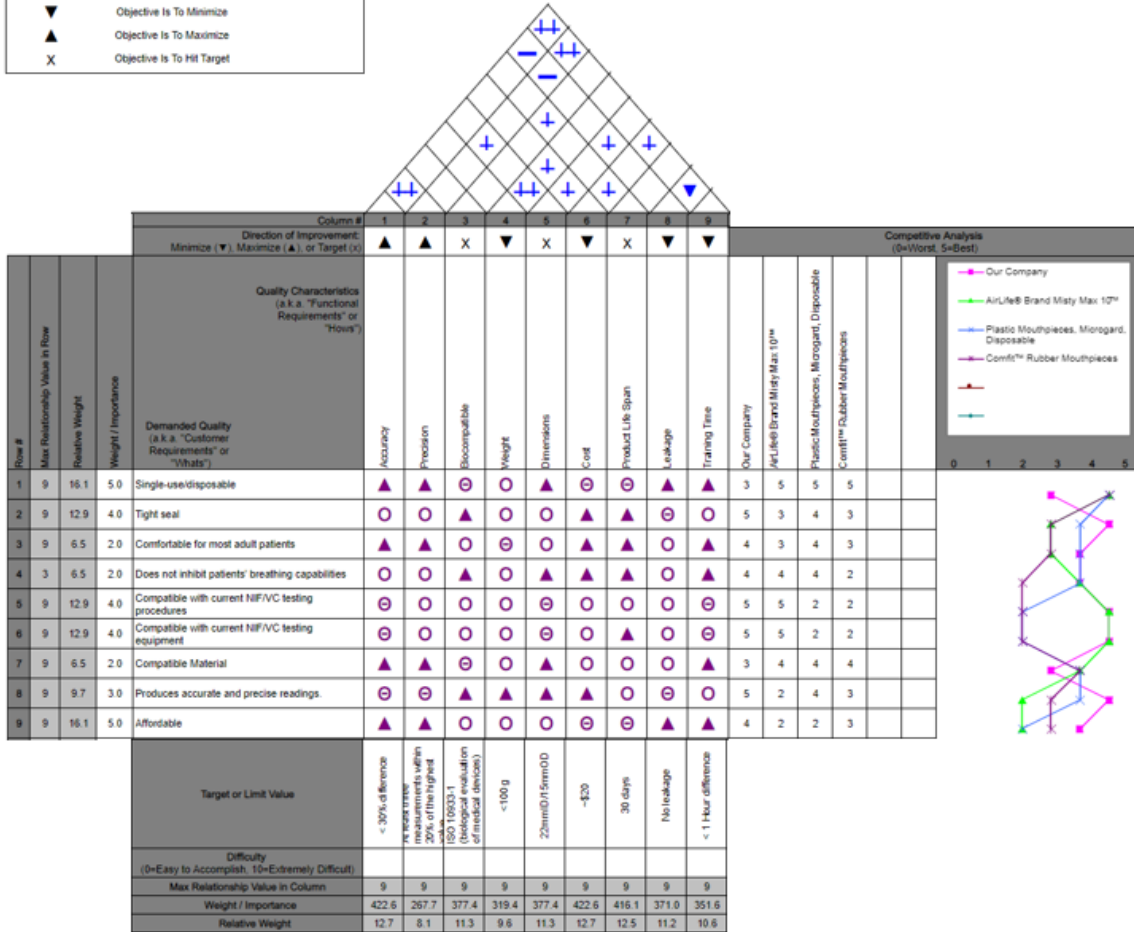 ▼ Objective Is To Minimize
▲ Objective Is To Maximize
X Objective Is To Hit Target
Column # 1 2 3 4 5 6 7 8 9
Direction of Improvement:
Minimize (▼), Maximize (▲), or Target (x) ▲ ▲ X ▼ X ▼ X ▼ ▼
Competitive Analysis
(0=Worst, 5=Best)
Row #
Max Relationship Value in Row
Relative Weight
Weight / Importance
Quality Characteristics
(a.k.a. "Functional
Requirements" or
"Hows")
Demanded Quality
(a.k.a. "Customer
Requirements" or
"Whats")
Accuracy
Precision
Biocompatible
Weight
Dimensions
Cost
Product Life Span
Leakage
Training Time
Our Company
AirLife® Brand Misty Max 10™
Plastic Mouthpieces, Microgard, Disposable
Comfit™ Rubber Mouthpieces
Our Company
AirLife® Brand Misty Max 10™
Plastic Mouthpieces, Microgard,
Disposable
Comfit™ Rubber Mouthpieces
0 1 2 3 4 5
1 9 16.1 5.0 Single-use/disposable ▲ ▲ Θ Ο ▲ Θ Θ ▲ ▲ 3 5 5 5
2 9 12.9 4.0 Tight seal Ο Ο ▲ Ο Ο ▲ ▲ Θ Ο 5 3 4 3
3 9 6.5 2.0 Comfortable for most adult patients ▲ ▲ Ο Θ Ο ▲ ▲ Ο ▲ 4 3 4 3
4 3 6.5 2.0 Does not inhibit patients' breathing capabilities Ο Ο ▲ Ο ▲ ▲ ▲ Ο ▲ 4 4 4 2
5 9 12.9 4.0 Compatible with current NIF/VC testing
procedures Θ Ο Ο Ο Θ Ο Ο Ο Θ 5 5 2 2
6 9 12.9 4.0 Compatible with current NIF/VC testing
equipment Θ Ο Ο Ο Θ Ο ▲ Ο Θ 5 5 2 2
7 9 6.5 2.0 Compatible Material ▲ ▲ Θ Ο ▲ Ο Ο Ο ▲ 3 4 4 4
8 9 9.7 3.0 Produces accurate and precise readings. Θ Θ ▲ ▲ ▲ ▲ Ο Θ Ο 5 2 4 3
9 9 16.1 5.0 Affordable ▲ ▲ Ο Ο Ο Θ Θ ▲ ▲ 4 2 2 3
Target or Limit Value
< 30% difference
measurements within
20% of the highest
ISO 10933-1
(biological evaluation
of medical devices)
<100 g
22mmID/15mmOD
~$20
30 days
No leakage
< 1 Hour difference
Difficulty
(0=Easy to Accomplish, 10=Extremely Difficult)
Max Relationship Value in Column 9 9 9 9 9 9 9 9 9
Weight / Importance 422.6 267.7 377.4 319.4 377.4 422.6 416.1 371.0 351.6
Relative Weight 12.7 8.1 11.3 9.6 11.3 12.7 12.5 11.2 10.6